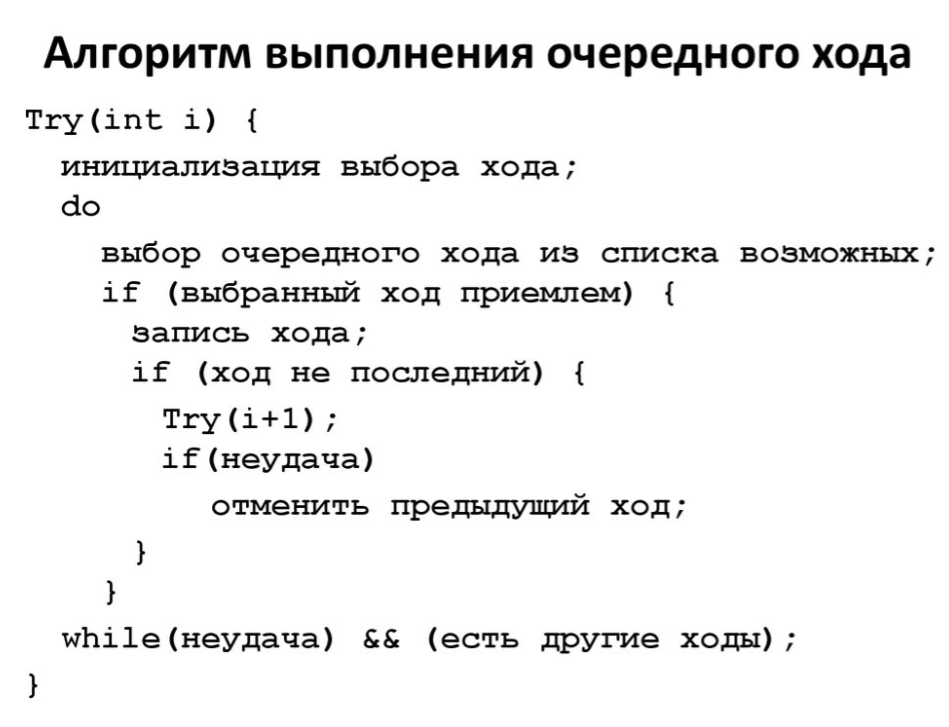 Алгоритм выполнения очередного хода
Try(int i) {
инициализация выбора хода;
do
выбор очередного хода из списка возможных;
if (выбранный ход приемлем) {
запись хода;
if (ход не последний) {
Try(i+1);
if(неудача)
отменить предыдущий ход;
}
}
while(неудача) && (есть другие ходы);
}